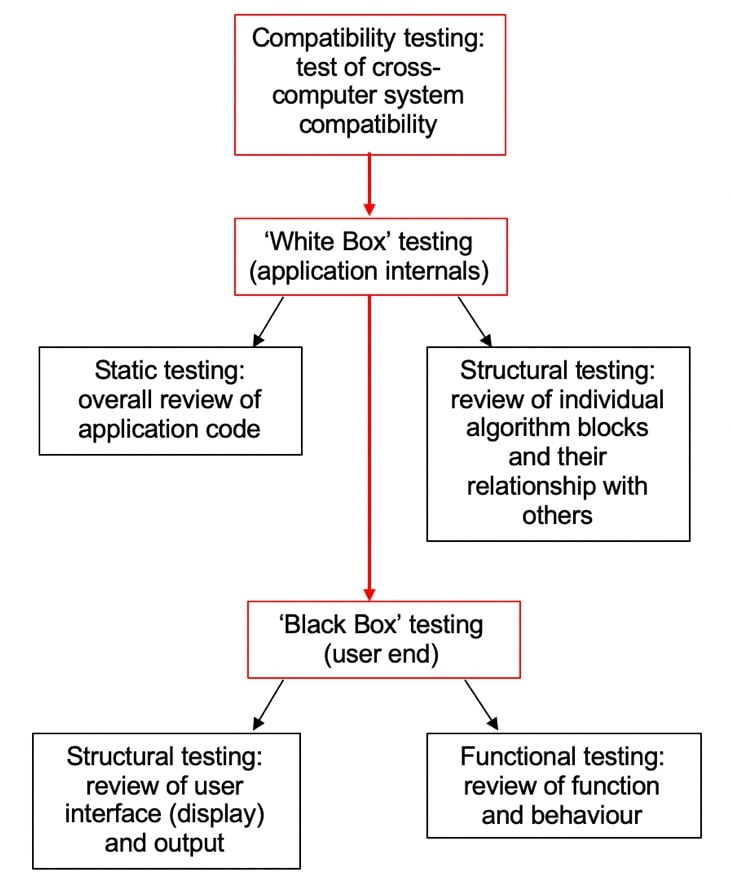 Compatibility testing:
test of cross-
computer system
compatibility
‘White Box’ testing
(application internals)
Static testing:
overall review of
application code
Structural testing:
review of individual
algorithm blocks
and their
relationship with
others
‘Black Box’ testing
(user end)
Structural testing:
review of user
interface (display)
and output
Functional testing:
review of function
and behaviour